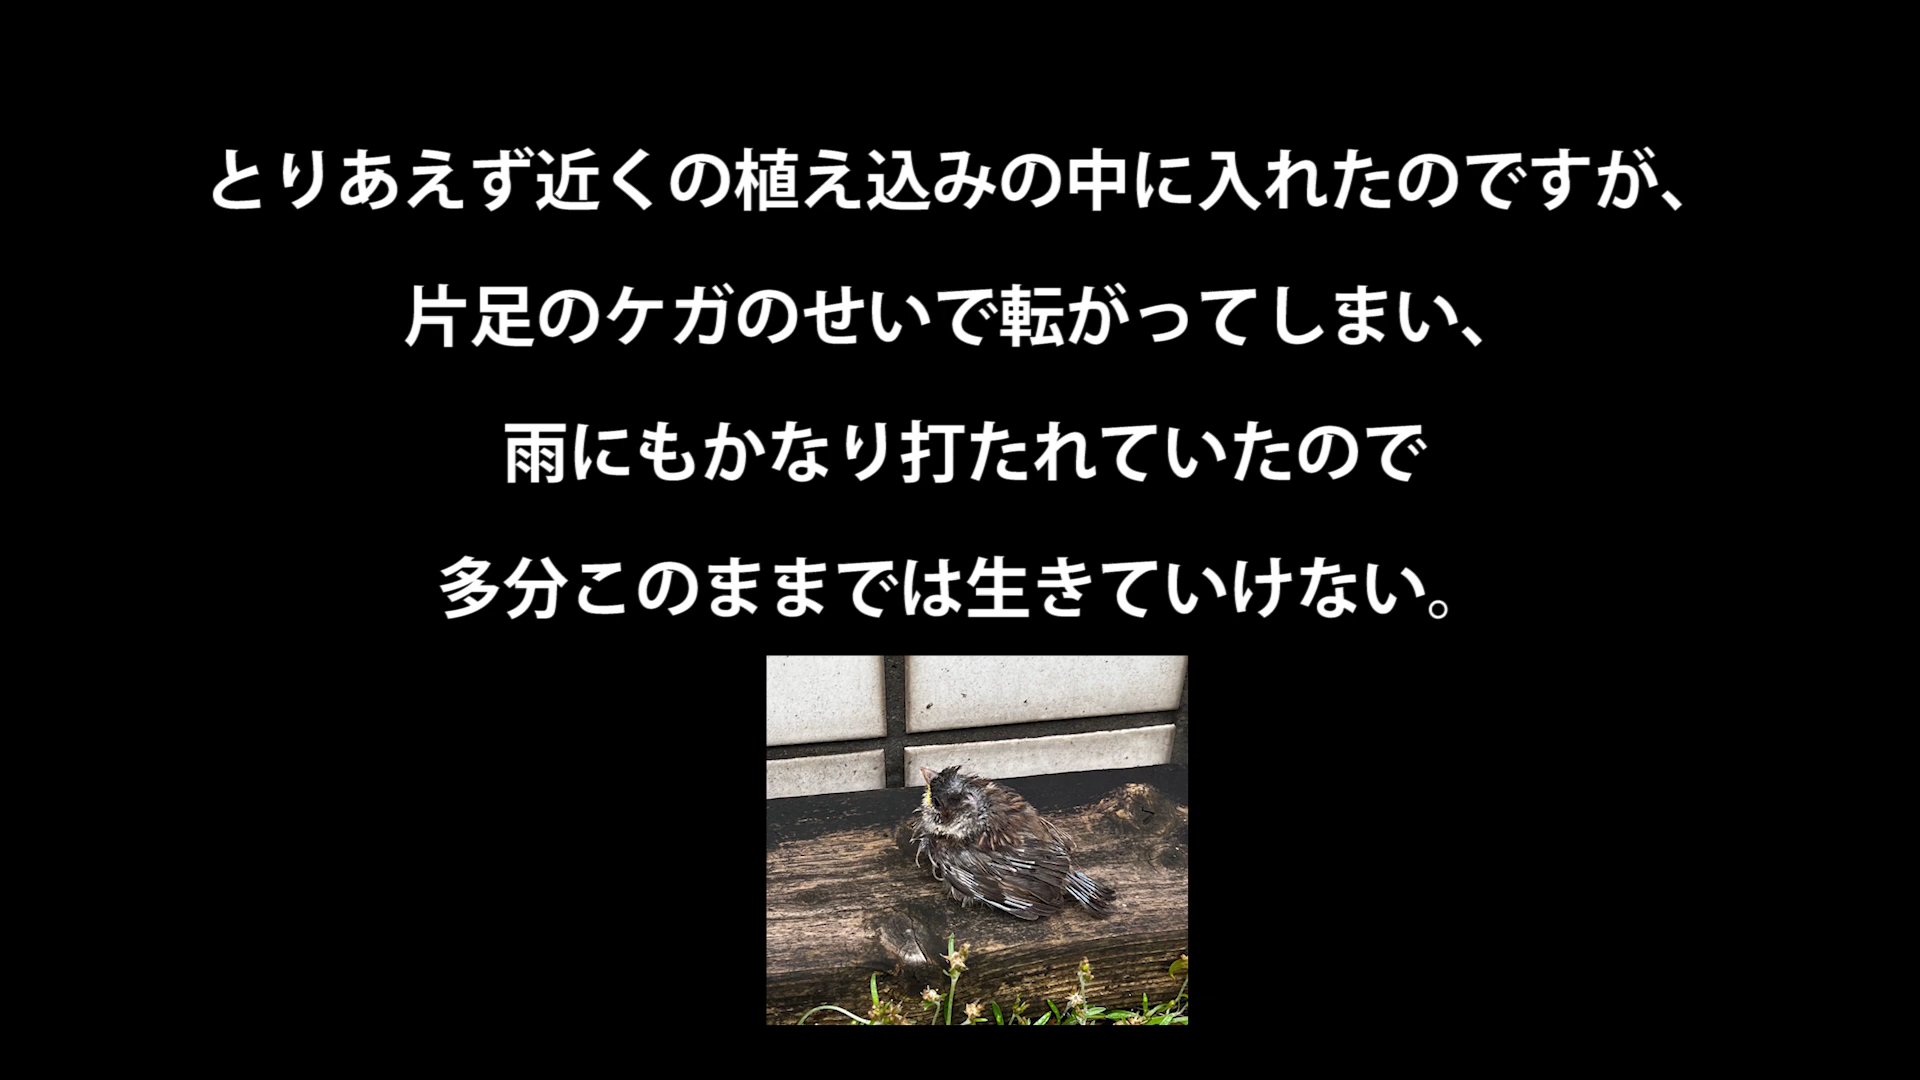 とりあえず近くの植え込みの中に入れたのですが、
片足のケガのせいで転がってしまい、
雨にもかなり打たれていたので
多分このままでは生きていけない。